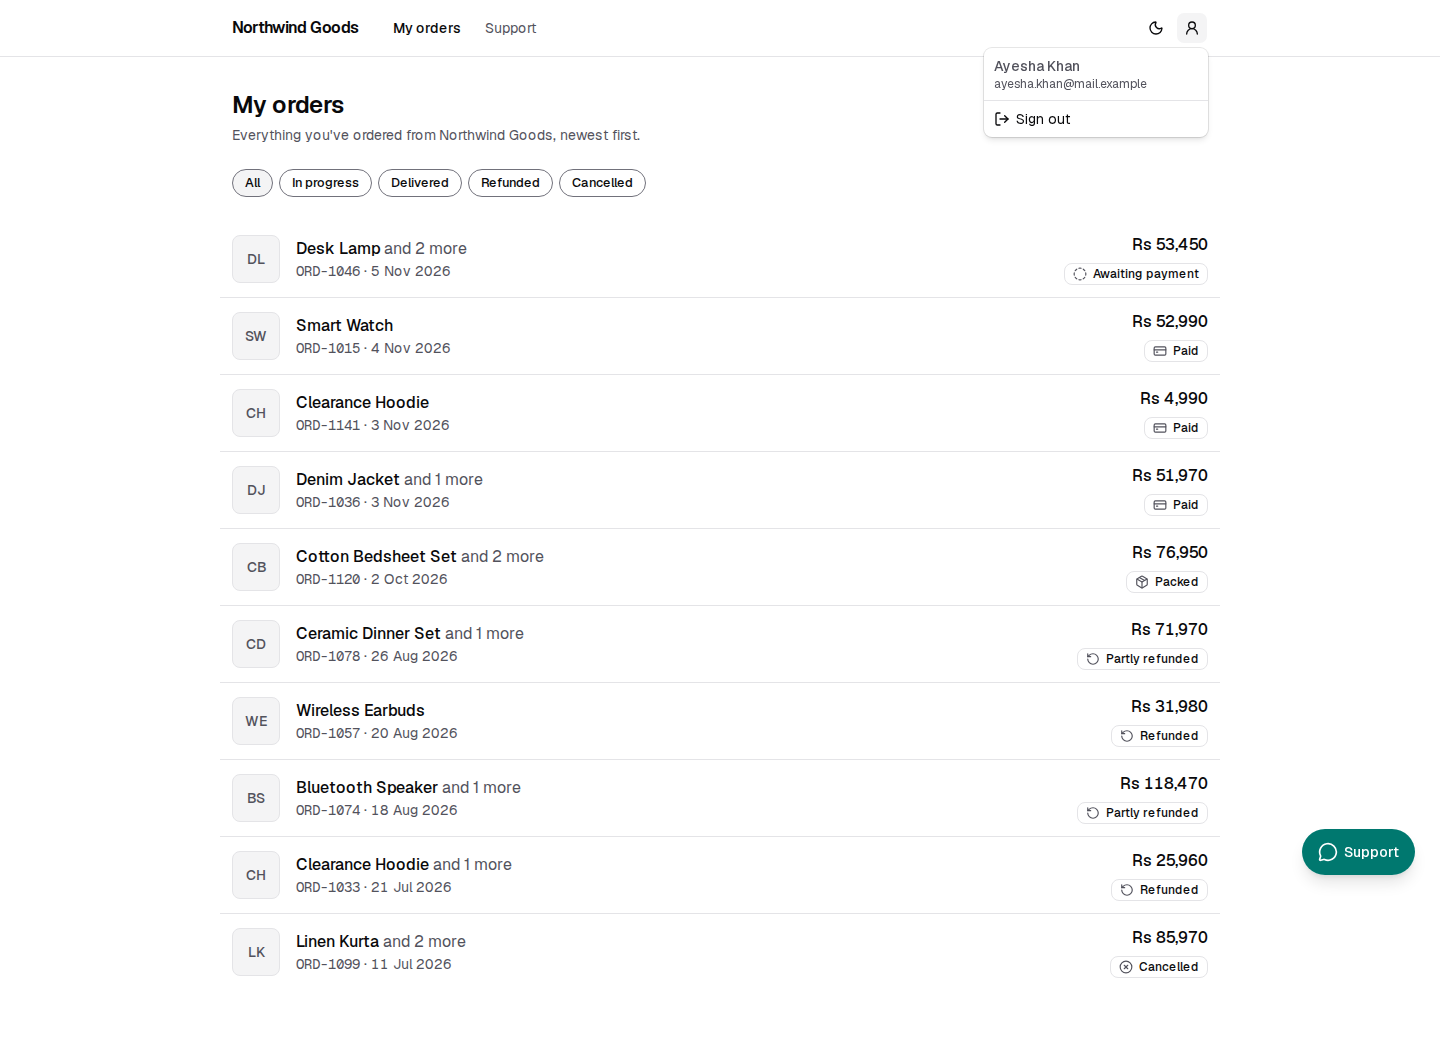 Northwind Goods My orders Support
Ayesha Khan
ayesha.khan@mail.example
Sign out
My orders
Everything you've ordered from Northwind Goods, newest first.
All In progress Delivered Refunded Cancelled
DL Desk Lamp and 2 more Rs 53,450
ORD-1046 · 5 Nov 2026 Awaiting payment
SW Smart Watch Rs 52,990
ORD-1015 · 4 Nov 2026 Paid
CH Clearance Hoodie Rs 4,990
ORD-1141 · 3 Nov 2026 Paid
DJ Denim Jacket and 1 more Rs 51,970
ORD-1036 · 3 Nov 2026 Paid
CB Cotton Bedsheet Set and 2 more Rs 76,950
ORD-1120 · 2 Oct 2026 Packed
CD Ceramic Dinner Set and 1 more Rs 71,970
ORD-1078 · 26 Aug 2026 Partly refunded
WE Wireless Earbuds Rs 31,980
ORD-1057 · 20 Aug 2026 Refunded
BS Bluetooth Speaker and 1 more Rs 118,470
ORD-1074 · 18 Aug 2026 Partly refunded
CH Clearance Hoodie and 1 more Rs 25,960
ORD-1033 · 21 Jul 2026 Refunded
LK Linen Kurta and 2 more Rs 85,970
ORD-1099 · 11 Jul 2026 Cancelled
Support